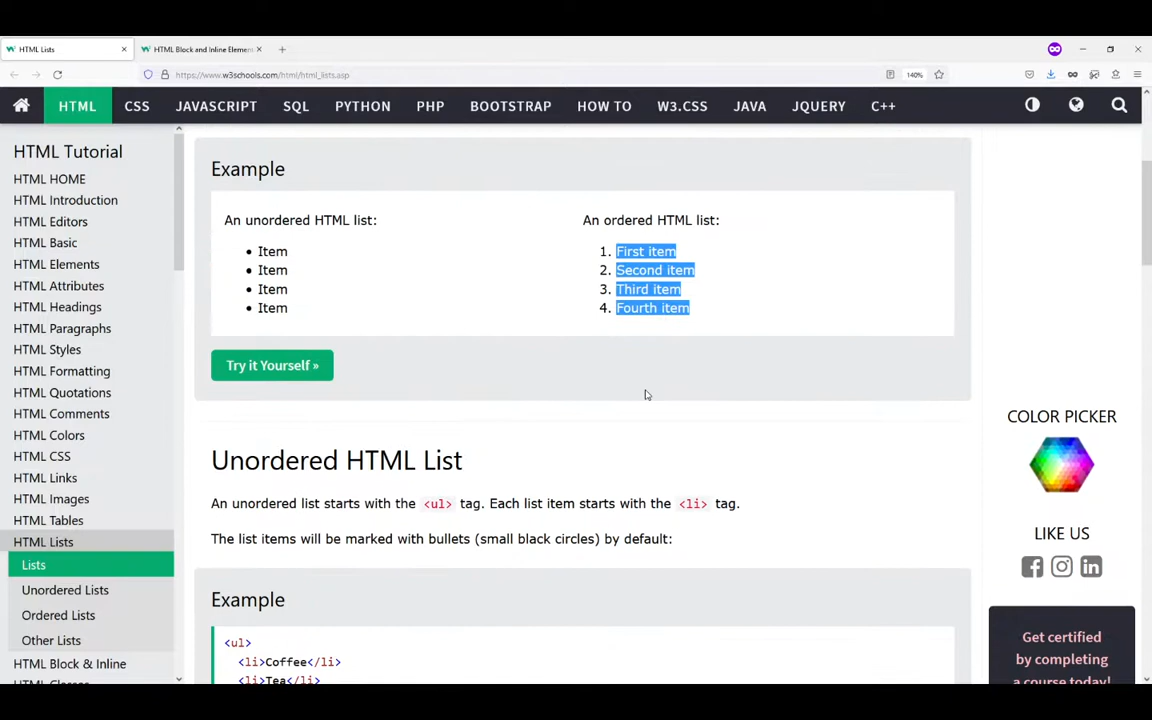 HTML Lists
HTML Block and Inline Elemen
https://www.w3schools.com/html/html_lists.asp
140%
HTML CSS JAVASCRIPT SQL PYTHON PHP BOOTSTRAP HOW TO W3.CSS JAVA JQUERY C++
HTML Tutorial
HTML HOME
HTML Introduction
HTML Editors
HTML Basic
HTML Elements
HTML Attributes
HTML Headings
HTML Paragraphs
HTML Styles
HTML Formatting
HTML Quotations
HTML Comments
HTML Colors
HTML CSS
HTML Links
HTML Images
HTML Tables
HTML Lists
Lists
Unordered Lists
Ordered Lists
Other Lists
HTML Block & Inline
Example
An unordered HTML list:
• Item
• Item
• Item
• Item
An ordered HTML list:
1. First item
2. Second item
3. Third item
4. Fourth item
Try it Yourself »
Unordered HTML List
An unordered list starts with the <ul> tag. Each list item starts with the <li> tag.
The list items will be marked with bullets (small black circles) by default:
Example
<ul>
<li>Coffee</li>
<li>Tea</li>
COLOR PICKER
LIKE US
Get certified
by completing
a course today!